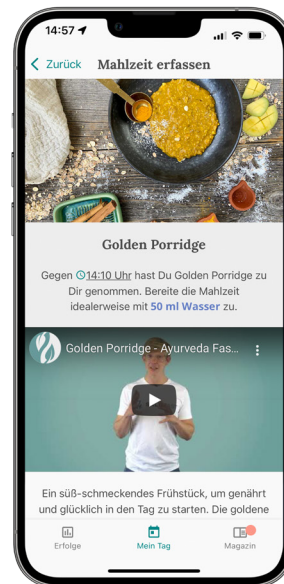 14:57
Zurück
Mahlzeit erfassen
Golden Porridge
Gegen 14:10 Uhr hast Du Golden Porridge zu
Dir genommen. Bereite die Mahlzeit
idealerweise mit 50 ml Wasser zu.
Golden Porridge - Ayurveda Fas...
Ein süß-schmeckendes Frühstück, um genährt
und glücklich in den Tag zu starten. Die goldene
Erfolge
Mein Tag
Magazin